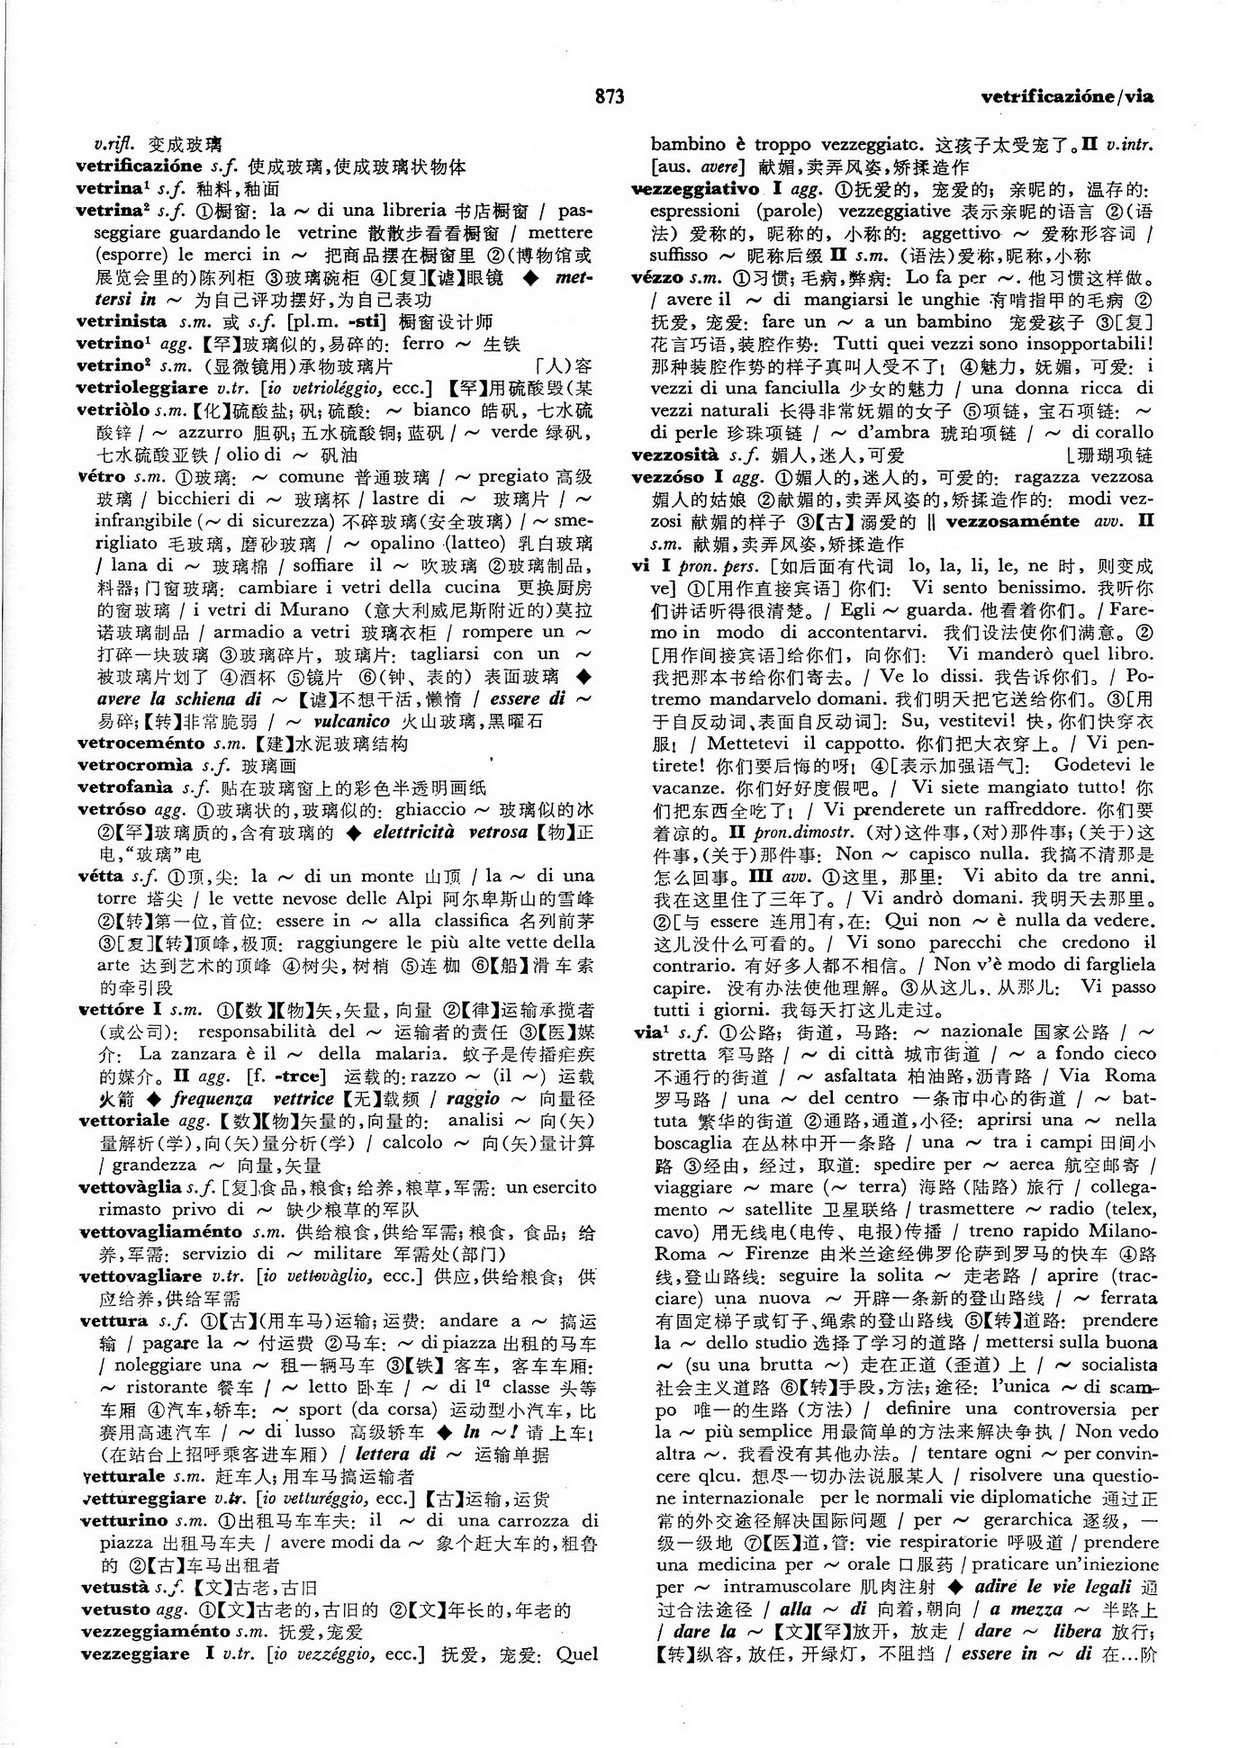 873
vetrificazióne/via
v.rifl. 变成玻璃
vetrificazióne s.f. 使成玻璃,使成玻璃状物体
vetrina¹ s.f. 釉料,釉面
vetrina² s.f. ①橱窗: la ~ di una libreria 书店橱窗 / pas-
seggiare guardando le vetrine 散散步看看橱窗 / mettere
(esporre) le merci in ~ 把商品摆在橱窗里 ②(博物馆或
展览会里的)陈列柜 ③玻璃碗柜 ④[复]【谑】眼镜 ◆ met-
tersi in ~ 为自己评功摆好,为自己表功
vetrinista s.m. 或 s.f. [pl.m. -sti] 橱窗设计师
vetrino¹ agg. 【罕】玻璃似的,易碎的: ferro ~ 生铁
vetrino² s.m. (显微镜用)承物玻璃片 「人)容
vetrioleggiare v.tr. [io vetrioléggio, ecc.] 【罕】用硫酸毁(某
vetriòlo s.m.【化】硫酸盐; 矾; 硫酸: ~ bianco 皓矾, 七水硫
酸锌 / ~ azzurro 胆矾; 五水硫酸铜; 蓝矾 / ~ verde 绿矾,
七水硫酸亚铁 / olio di ~ 矾油
vétro s.m. ①玻璃: ~ comune 普通玻璃 / ~ pregiato 高级
玻璃 / bicchieri di ~ 玻璃杯 / lastre di ~ 玻璃片 / ~
infrangibile (~ di sicurezza) 不碎玻璃(安全玻璃) / ~ sme-
rigliato 毛玻璃, 磨砂玻璃 / ~ opalino (latteo) 乳白玻璃
/ lana di ~ 玻璃棉 / soffiare il ~ 吹玻璃 ②玻璃制品,
料器; 门窗玻璃: cambiare i vetri della cucina 更换厨房
的窗玻璃 / i vetri di Murano (意大利威尼斯附近的)莫拉
诺玻璃制品 / armadio a vetri 玻璃衣柜 / rompere un ~
打碎一块玻璃 ③玻璃碎片, 玻璃片: tagliarsi con un ~
被玻璃片划了 ④酒杯 ⑤镜片 ⑥(钟、表的) 表面玻璃 ◆
avere la schiena di ~ 【谑】不想干活,懒惰 / essere di ~
易碎;【转】非常脆弱 / ~ vulcanico 火山玻璃,黑曜石
vetroceménto s.m. 【建】水泥玻璃结构
vetrocromìa s.f. 玻璃画
vetrofanìa s.f. 贴在玻璃窗上的彩色半透明画纸
vetróso agg. ①玻璃状的,玻璃似的: ghiaccio ~ 玻璃似的冰
②【罕】玻璃质的,含有玻璃的 ◆ elettricità vetrosa 【物】正
电,“玻璃”电
vétta s.f. ①顶,尖: la ~ di un monte 山顶 / la ~ di una
torre 塔尖 / le vette nevose delle Alpi 阿尔卑斯山的雪峰
②【转】第一位,首位: essere in ~ alla classifica 名列前茅
③[复]【转】顶峰,极顶: raggiungere le più alte vette della
arte 达到艺术的顶峰 ④树尖, 树梢 ⑤连枷 ⑥【船】滑车索
的牵引段
vettóre I s.m. ①【数】【物】矢,矢量, 向量 ②【律】运输承揽者
(或公司): responsabilità del ~ 运输者的责任 ③【医】媒
介: La zanzara è il ~ della malaria. 蚊子是传播疟疾
的媒介。 II agg. [f. -trce] 运载的: razzo ~ (il ~) 运载
火箭 ◆ frequenza vettrice 【无】载频 / raggio ~ 向量径
vettoriale agg. 【数】【物】矢量的,向量的: analisi ~ 向(矢)
量解析(学),向(矢)量分析(学) / calcolo ~ 向(矢)量计算
/ grandezza ~ 向量,矢量
vettovàglia s.f. [复]食品,粮食; 给养,粮草,军需: un esercito
rimasto privo di ~ 缺少粮草的军队
vettovagliaménto s.m. 供给粮食,供给军需; 粮食, 食品; 给
养,军需: servizio di ~ militare 军需处(部门)
vettovagliare v.tr. [io vettovàglio, ecc.] 供应,供给粮食; 供
应给养,供给军需
vettura s.f. ①【古】(用车马)运输; 运费: andare a ~ 搞运
输 / pagare la ~ 付运费 ②马车: ~ di piazza 出租的马车
/ noleggiare una ~ 租一辆马车 ③【铁】 客车, 客车车厢:
~ ristorante 餐车 / ~ letto 卧车 / ~ di 1ª classe 头等
车厢 ④汽车,轿车: ~ sport (da corsa) 运动型小汽车, 比
赛用高速汽车 / ~ di lusso 高级轿车 ◆ In ~! 请上车!
(在站台上招呼乘客进车厢) / lettera di ~ 运输单据
vetturale s.m. 赶车人; 用车马搞运输者
vettureggiare v.tr. [io vetturéggio, ecc.] 【古】运输,运货
vetturino s.m. ①出租马车车夫: il ~ di una carrozza di
piazza 出租马车夫 / avere modi da ~ 象个赶大车的,粗鲁
的 ②【古】车马出租者
vetustà s.f. 【文】古老,古旧
vetusto agg. ①【文】古老的,古旧的 ②【文】年长的,年老的
vezzeggiaménto s.m. 抚爱,宠爱
vezzeggiare I v.tr. [io vezzéggio, ecc.] 抚爱, 宠爱: Quel
bambino è troppo vezzeggiato. 这孩子太受宠了。II v.intr.
[aus. avere] 献媚,卖弄风姿,矫揉造作
vezzeggiativo I agg. ①抚爱的, 宠爱的; 亲昵的, 温存的:
espressioni (parole) vezzeggiative 表示亲昵的语言 ②(语
法) 爱称的, 昵称的, 小称的: aggettivo ~ 爱称形容词 /
suffisso ~ 昵称后缀 II s.m. (语法)爱称,昵称,小称
vézzo s.m. ①习惯; 毛病,弊病: Lo fa per ~. 他习惯这样做。
/ avere il ~ di mangiarsi le unghie 有啃指甲的毛病 ②
抚爱, 宠爱: fare un ~ a un bambino 宠爱孩子 ③[复]
花言巧语,装腔作势: Tutti quei vezzi sono insopportabili!
那种装腔作势的样子真叫人受不了! ④魅力, 妩媚, 可爱: i
vezzi di una fanciulla 少女的魅力 / una donna ricca di
vezzi naturali 长得非常妩媚的女子 ⑤项链, 宝石项链: ~
di perle 珍珠项链 / ~ d'ambra 琥珀项链 / ~ di corallo
vezzosità s.f. 媚人,迷人,可爱 ⌊珊瑚项链
vezzóso I agg. ①媚人的,迷人的, 可爱的: ragazza vezzosa
媚人的姑娘 ②献媚的,卖弄风姿的,矫揉造作的: modi vez-
zosi 献媚的样子 ③【古】溺爱的 ‖ vezzosaménte avv. II
s.m. 献媚,卖弄风姿,矫揉造作
vi I pron. pers. [如后面有代词 lo, la, li, le, ne 时, 则变成
ve] ①[用作直接宾语] 你们: Vi sento benissimo. 我听你
们讲话听得很清楚。/ Egli ~ guarda. 他看着你们。/ Fare-
mo in modo di accontentarvi. 我们设法使你们满意。②
[用作间接宾语]给你们, 向你们: Vi manderò quel libro.
我把那本书给你们寄去。/ Ve lo dissi. 我告诉你们。/ Po-
tremo mandarvelo domani. 我们明天把它送给你们。③[用
于自反动词、表面自反动词]: Su, vestitevi! 快, 你们快穿衣
服! / Mettetevi il cappotto. 你们把大衣穿上。/ Vi pen-
tirete! 你们要后悔的呀! ④[表示加强语气]: Godetevi le
vacanze. 你们好好度假吧。/ Vi siete mangiato tutto! 你
们把东西全吃了! / Vi prenderete un raffreddore. 你们要
着凉的。II pron.dimostr. (对)这件事,(对)那件事; (关于)这
件事,(关于)那件事: Non ~ capisco nulla. 我搞不清那是
怎么回事。III avv. ①这里, 那里: Vi abito da tre anni.
我在这里住了三年了。/ Vi andrò domani. 我明天去那里。
②[与 essere 连用]有,在: Qui non ~ è nulla da vedere.
这儿没什么可看的。/ Vi sono parecchi che credono il
contrario. 有好多人都不相信。/ Non v'è modo di fargliela
capire. 没有办法使他理解。③从这儿,从那儿: Vi passo
tutti i giorni. 我每天打这儿走过。
via¹ s.f. ①公路; 街道, 马路: ~ nazionale 国家公路 / ~
stretta 窄马路 / ~ di città 城市街道 / ~ a fondo cieco
不通行的街道 / ~ asfaltata 柏油路,沥青路 / Via Roma
罗马路 / una ~ del centro 一条市中心的街道 / ~ bat-
tuta 繁华的街道 ②通路,通道,小径: aprirsi una ~ nella
boscaglia 在丛林中开一条路 / una ~ tra i campi 田间小
路 ③经由, 经过, 取道: spedire per ~ aerea 航空邮寄 /
viaggiare ~ mare (~ terra) 海路 (陆路) 旅行 / collega-
mento ~ satellite 卫星联络 / trasmettere ~ radio (telex,
cavo) 用无线电(电传、电报)传播 / treno rapido Milano-
Roma ~ Firenze 由米兰途经佛罗伦萨到罗马的快车 ④路
线,登山路线: seguire la solita ~ 走老路 / aprire (trac-
ciare) una nuova ~ 开辟一条新的登山路线 / ~ ferrata
有固定梯子或钉子、绳索的登山路线 ⑤【转】道路: prendere
la ~ dello studio 选择了学习的道路 / mettersi sulla buona
~ (su una brutta ~) 走在正道 (歪道) 上 / ~ socialista
社会主义道路 ⑥【转】手段,方法; 途径: l'unica ~ di scam-
po 唯一的生路 (方法) / definire una controversia per
la ~ più semplice 用最简单的方法来解决争执 / Non vedo
altra ~. 我看没有其他办法。/ tentare ogni ~ per convin-
cere qlcu. 想尽一切办法说服某人 / risolvere una questio-
ne internazionale per le normali vie diplomatiche 通过正
常的外交途径解决国际问题 / per ~ gerarchica 逐级, 一
级一级地 ⑦【医】道,管: vie respiratorie 呼吸道 / prendere
una medicina per ~ orale 口服药 / praticare un'iniezione
per ~ intramuscolare 肌肉注射 ◆ adire le vie legali 通
过合法途径 / alla ~ di 向着,朝向 / a mezza ~ 半路上
/ dare la ~ 【文】【罕】放开, 放走 / dare ~ libera 放行;
【转】纵容, 放任, 开绿灯, 不阻挡 / essere in ~ di 在…阶